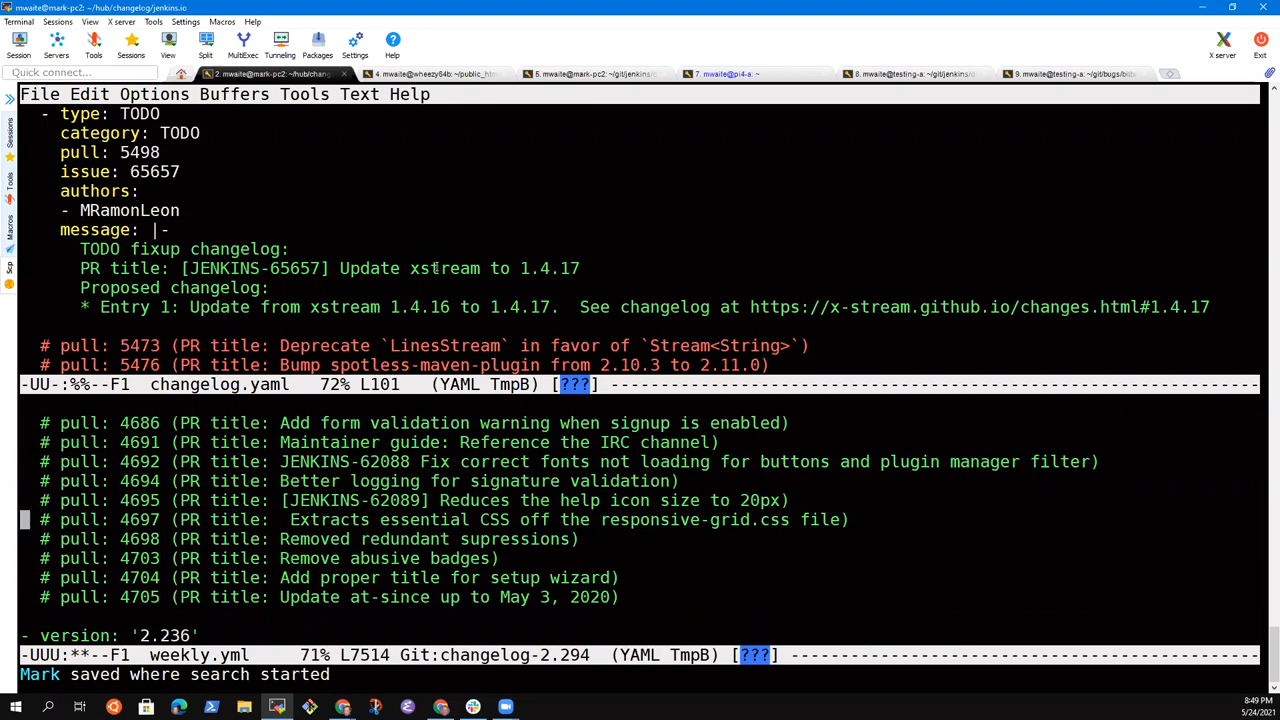 mwaite@mark-pc2: ~/hub/changelog/jenkins.io
Terminal Sessions View X server Tools Settings Macros Help
Session Servers Tools Sessions View Split MultiExec Tunneling Packages Settings Help X server Exit
Quick connect... 2. mwaite@mark-pc2: ~/hub/chang 4. mwaite@wheezy64b: ~/public_ht 5. mwaite@mark-pc2: ~/git/jenkins/ 7. mwaite@pi4-a: ~ 8. mwaite@testing-a: ~/git/jenkins/ 9. mwaite@testing-a: ~/git/bugs/
Sessions
Tools
Macros
Scp
File Edit Options Buffers Tools Text Help
- type: TODO
category: TODO
pull: 5498
issue: 65657
authors:
- MRamonLeon
message: |-
TODO fixup changelog:
PR title: [JENKINS-65657] Update xstream to 1.4.17
Proposed changelog:
* Entry 1: Update from xstream 1.4.16 to 1.4.17.  See changelog at https://x-stream.github.io/changes.html#1.4.17
# pull: 5473 (PR title: Deprecate `LinesStream` in favor of `Stream<String>`)
# pull: 5476 (PR title: Bump spotless-maven-plugin from 2.10.3 to 2.11.0)
-UU-:%%--F1  changelog.yaml   72% L101   (YAML TmpB) [???] ------------------------------------------------------------------
# pull: 4686 (PR title: Add form validation warning when signup is enabled)
# pull: 4691 (PR title: Maintainer guide: Reference the IRC channel)
# pull: 4692 (PR title: JENKINS-62088 Fix correct fonts not loading for buttons and plugin manager filter)
# pull: 4694 (PR title: Better logging for signature validation)
# pull: 4695 (PR title: [JENKINS-62089] Reduces the help icon size to 20px)
# pull: 4697 (PR title:  Extracts essential CSS off the responsive-grid.css file)
# pull: 4698 (PR title: Removed redundant supressions)
# pull: 4703 (PR title: Remove abusive badges)
# pull: 4704 (PR title: Add proper title for setup wizard)
# pull: 4705 (PR title: Update at-since up to May 3, 2020)
- version: '2.236'
-UUU:**--F1  weekly.yml     71% L7514 Git:changelog-2.294  (YAML TmpB) [???] ------------------------------------------------
Mark saved where search started
8:49 PM
5/24/2021